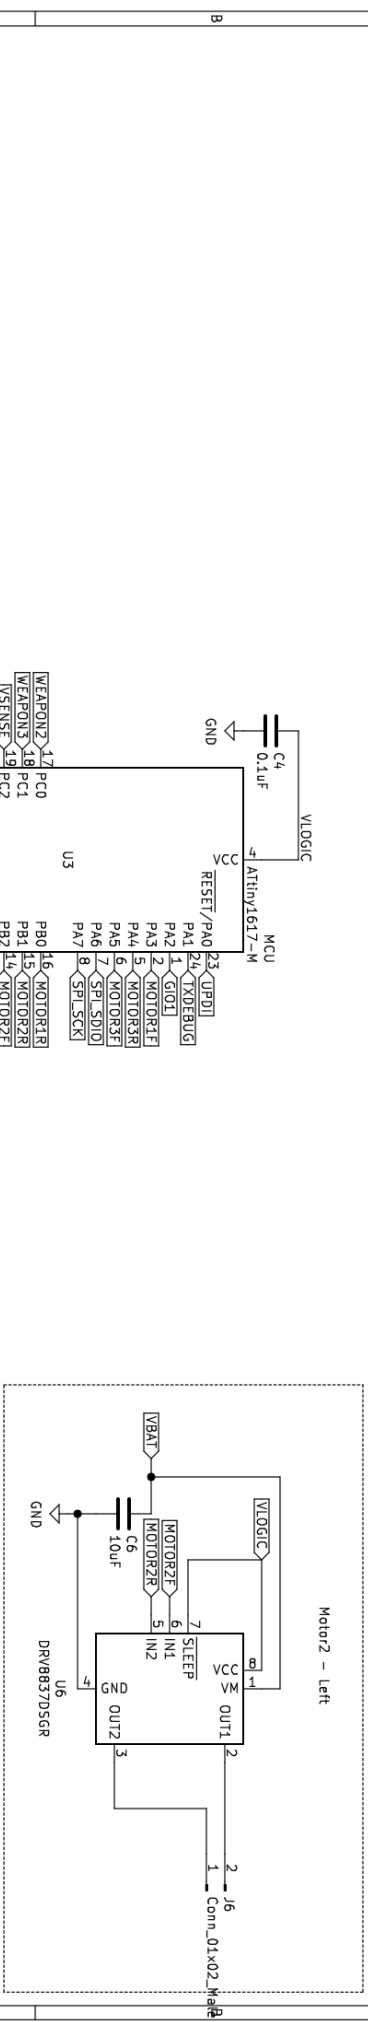 B
C4
0.1uF
GND
VLOGIC
17
WEAPON2
PC0
18
WEAPON3
PC1
19
VSENSE
PC2
U3
VCC
4
ATtiny1617-M
MCU
RESET/PA0
23
UPDI
PA1
24
TXDEBUG
PA2
1
GIO1
PA3
2
MOTOR1F
PA4
5
MOTOR3R
PA5
6
MOTOR3F
PA6
7
SPI_SDIO
PA7
8
SPI_SCK
PB0
16
MOTOR1R
PB1
15
MOTOR2R
PB2
14
MOTOR2F
Motor2 - Left
VBAT
VLOGIC
C6
10uF
GND
MOTOR2F
MOTOR2R
7
SLEEP
6
IN1
5
IN2
VCC
8
VM
1
GND
4
OUT1
2
OUT2
3
U6
DRV8837DSGR
2
1
J6
Conn_01x02_Male